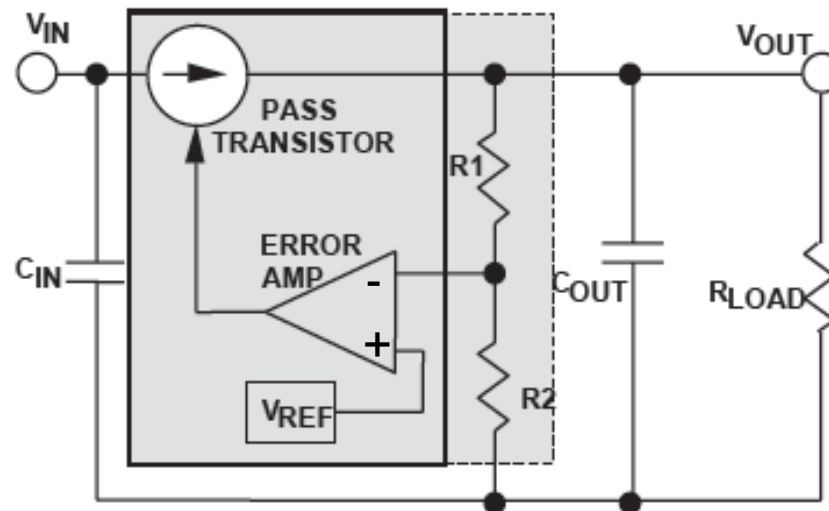 VIN
VOUT
PASS
TRANSISTOR
R1
ERROR
AMP
CIN
-
COUT
RLOAD
+
R2
VREF